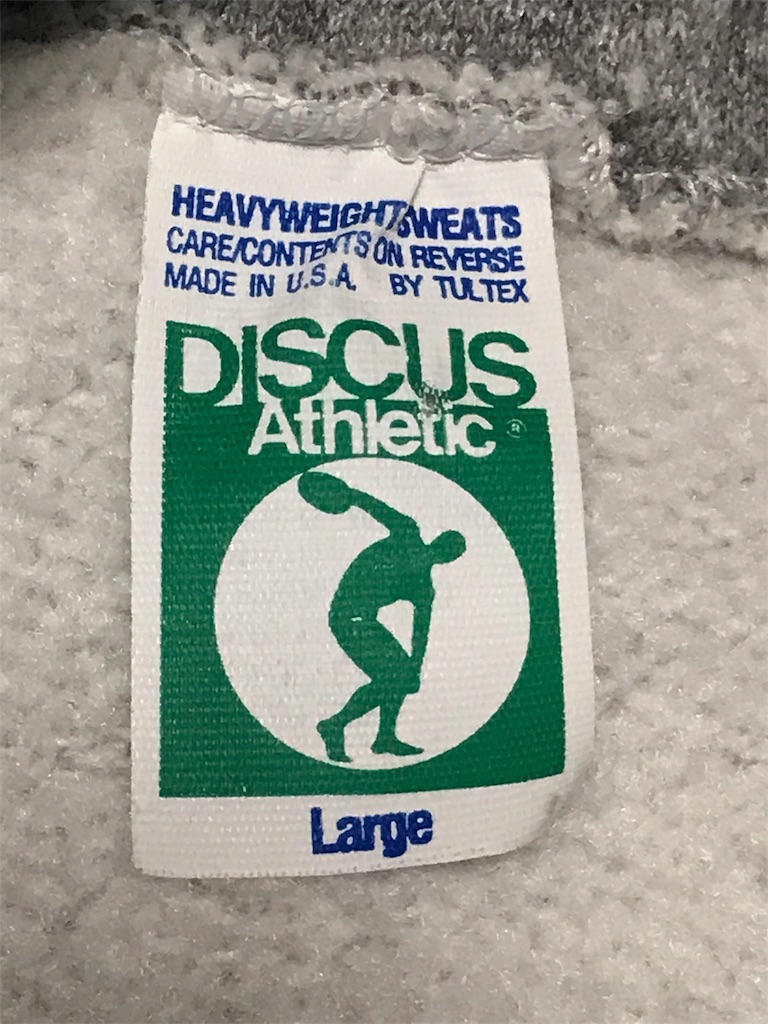 HEAVYWEIGHT SWEATS
CARE/CONTENTS ON REVERSE
MADE IN U.S.A. BY TULTEX
DISCUS
Athletic ®
Large